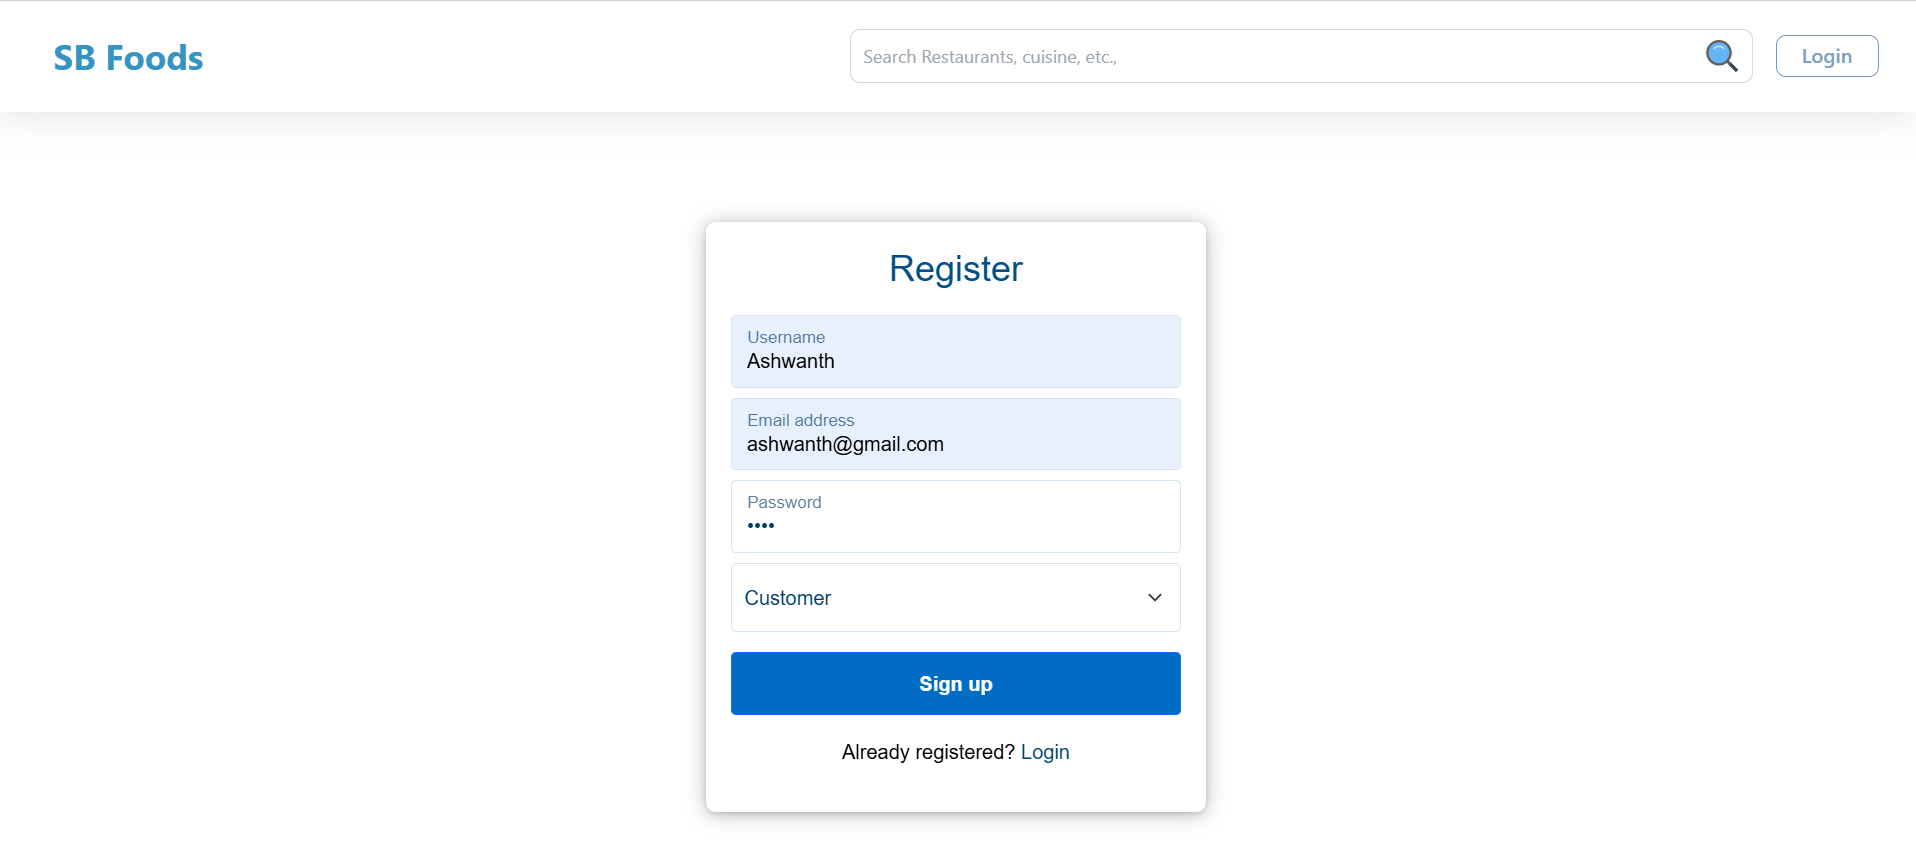 SB Foods
Search Restaurants, cuisine, etc.,
Login
Register
Username
Ashwanth
Email address
ashwanth@gmail.com
Password
••••
Customer
Sign up
Already registered? Login